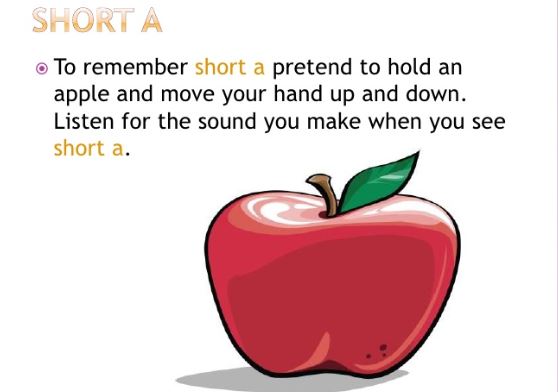 SHORT A
To remember short a pretend to hold an
apple and move your hand up and down.
Listen for the sound you make when you see
short a.